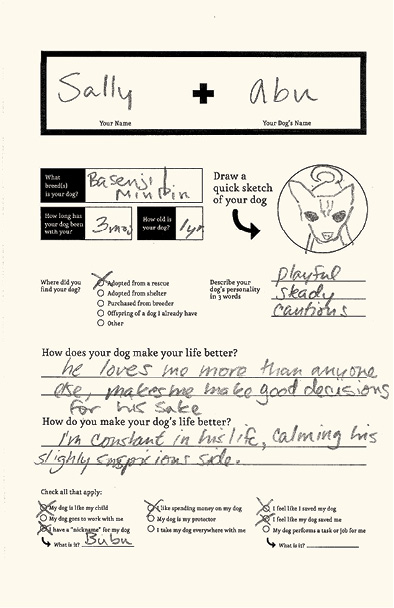 Sally + Abu
Your Name Your Dog's Name
What breed(s) is your dog? Basenji Min Pin
How long has your dog been with you? 3 mos How old is your dog? 1 yr
Draw a quick sketch of your dog
Where did you find your dog?
Adopted from a rescue
Adopted from shelter
Purchased from breeder
Offspring of a dog I already have
Other
Describe your dog's personality in 3 words
playful
steady
cautious
How does your dog make your life better?
he loves me more than anyone
else, makes me make good decisions
for his sake
How do you make your dog's life better?
I'm constant in his life, calming his
slighly suspicious side.
Check all that apply:
My dog is like my child
My dog goes to work with me
I have a "nickname" for my dog
What is it? Bubu
I like spending money on my dog
My dog is my protector
I take my dog everywhere with me
I feel like I saved my dog
I feel like my dog saved me
My dog performs a task or job for me
What is it?